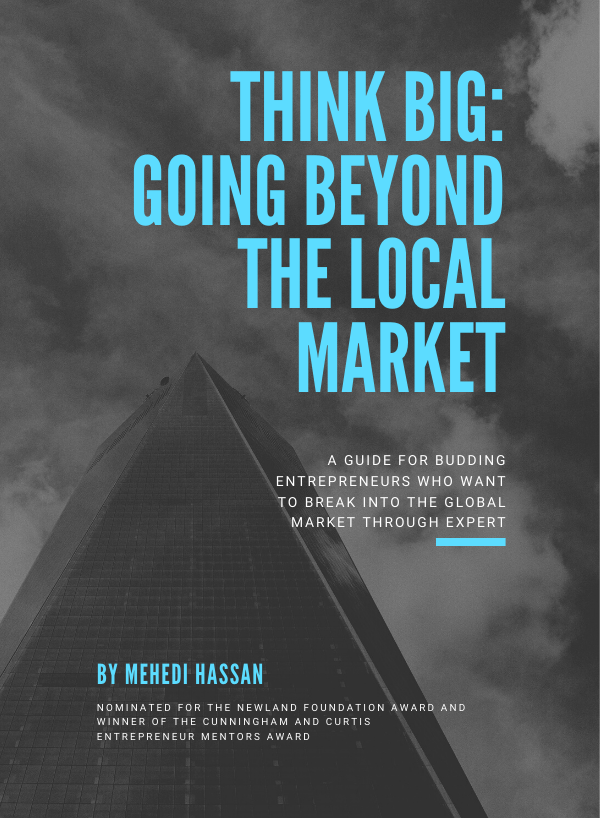 THINK BIG:
GOING BEYOND
THE LOCAL
MARKET
A GUIDE FOR BUDDING
ENTREPRENEURS WHO WANT
TO BREAK INTO THE GLOBAL
MARKET THROUGH EXPERT
BY MEHEDI HASSAN
NOMINATED FOR THE NEWLAND FOUNDATION AWARD AND
WINNER OF THE CUNNINGHAM AND CURTIS
ENTREPRENEUR MENTORS AWARD